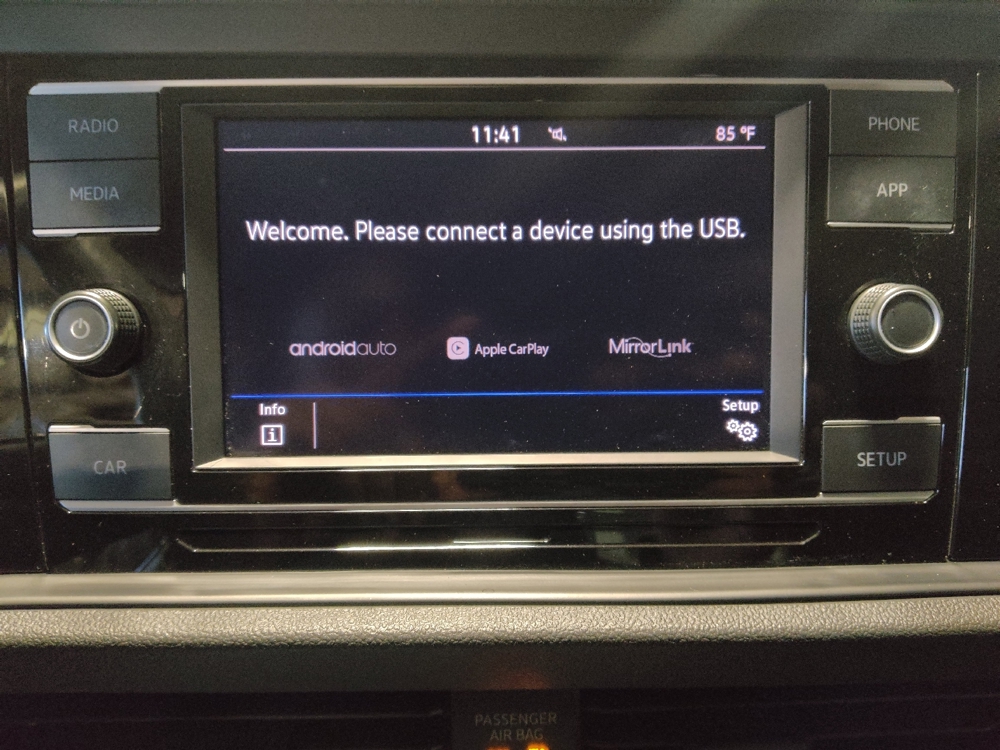 RADIO
MEDIA
CAR
11:41
85 °F
Welcome. Please connect a device using the USB.
androidauto
Apple CarPlay
MirrorLink
Info
i
Setup
PHONE
APP
SETUP
PASSENGER
AIR BAG